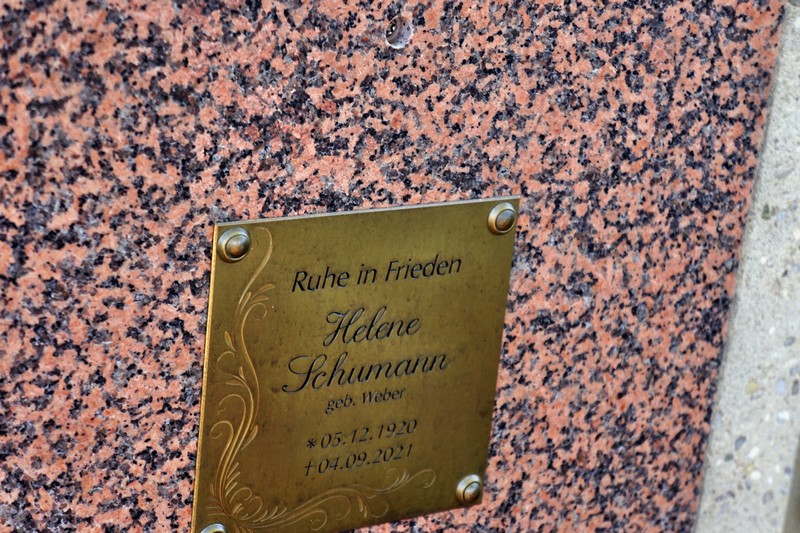 Ruhe in Frieden
Helene
Schumann
geb. Weber
*05.12.1920
†04.09.2021